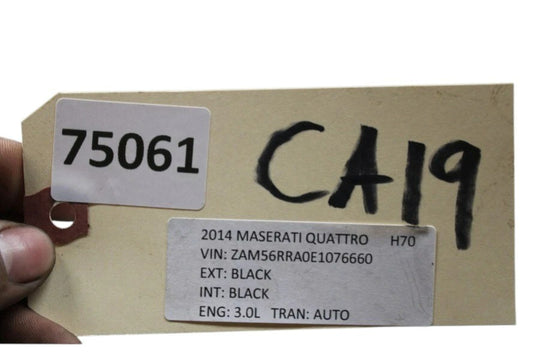 75061
CA19
2014 MASERATI QUATTRO H70
VIN: ZAM56RRA0E1076660
EXT: BLACK
INT: BLACK
ENG: 3.0L TRAN: AUTO